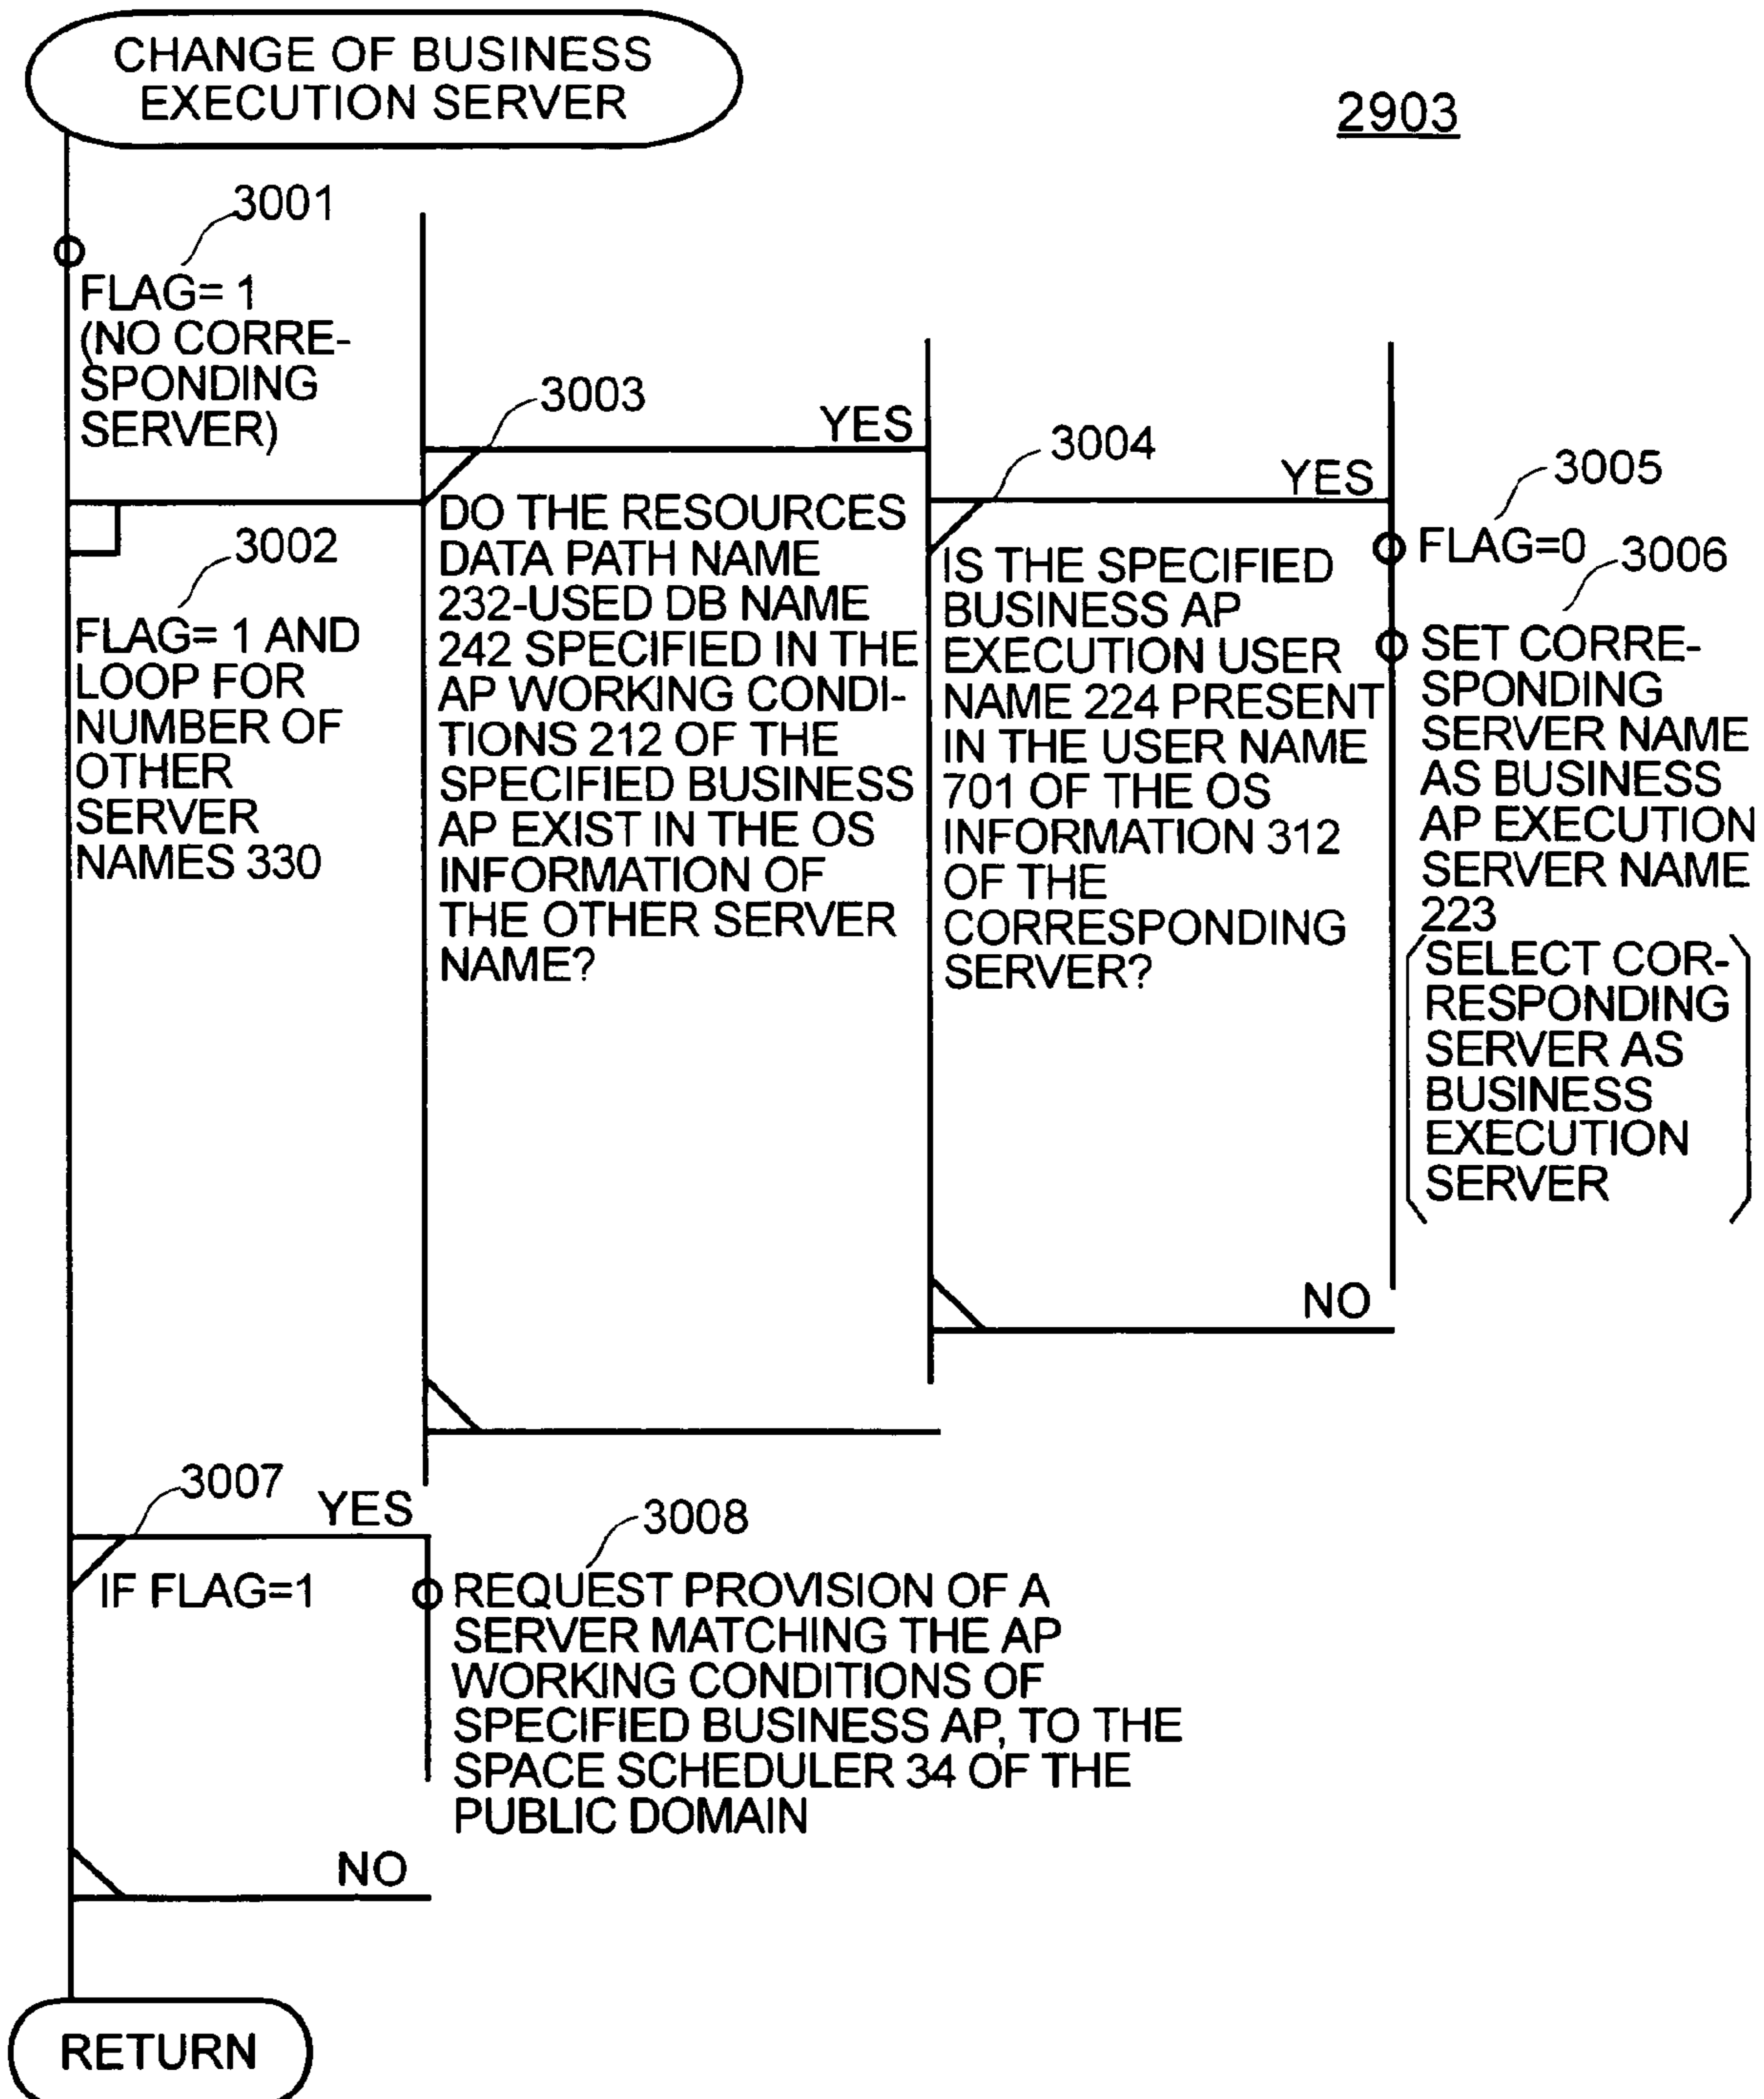 CHANGE OF BUSINESS
EXECUTION SERVER
2903
3001
FLAG= 1
(NO CORRE-
SPONDING
SERVER)
3002
FLAG= 1 AND
LOOP FOR
NUMBER OF
OTHER
SERVER
NAMES 330
3003
YES
DO THE RESOURCES
DATA PATH NAME
232-USED DB NAME
242 SPECIFIED IN THE
AP WORKING CONDI-
TIONS 212 OF THE
SPECIFIED BUSINESS
AP EXIST IN THE OS
INFORMATION OF
THE OTHER SERVER
NAME?
3004
YES
IS THE SPECIFIED
BUSINESS AP
EXECUTION USER
NAME 224 PRESENT
IN THE USER NAME
701 OF THE OS
INFORMATION 312
OF THE
CORRESPONDING
SERVER?
NO
3005
FLAG=0
3006
SET CORRE-
SPONDING
SERVER NAME
AS BUSINESS
AP EXECUTION
SERVER NAME
223
SELECT COR-
RESPONDING
SERVER AS
BUSINESS
EXECUTION
SERVER
3007
YES
IF FLAG=1
3008
REQUEST PROVISION OF A
SERVER MATCHING THE AP
WORKING CONDITIONS OF
SPECIFIED BUSINESS AP, TO THE
SPACE SCHEDULER 34 OF THE
PUBLIC DOMAIN
NO
RETURN